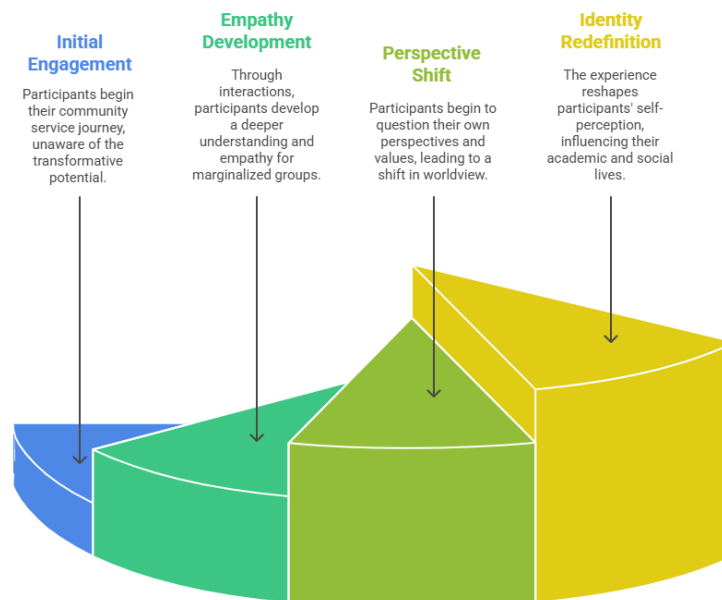 Initial
Engagement
Participants begin
their community
service journey,
unaware of the
transformative
potential.
Empathy
Development
Through
interactions,
participants develop
a deeper
understanding and
empathy for
marginalized groups.
Perspective
Shift
Participants begin to
question their own
perspectives and
values, leading to a
shift in worldview.
Identity
Redefinition
The experience
reshapes
participants' self-
perception,
influencing their
academic and social
lives.